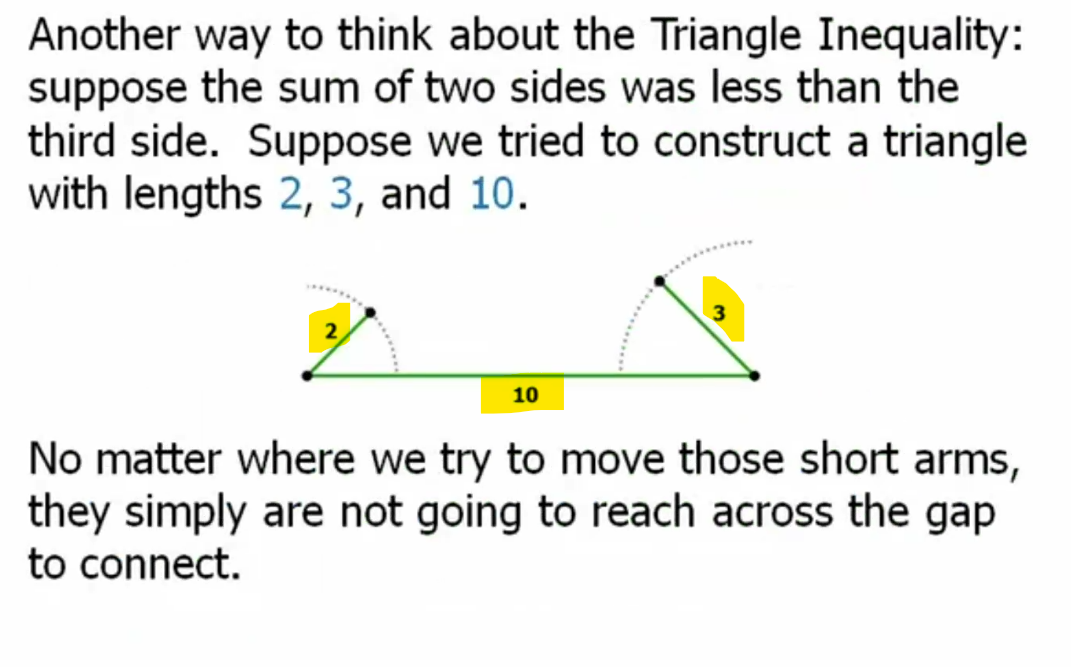 Another way to think about the Triangle Inequality:
suppose the sum of two sides was less than the
third side. Suppose we tried to construct a triangle
with lengths 2, 3, and 10.
2
3
10
No matter where we try to move those short arms,
they simply are not going to reach across the gap
to connect.